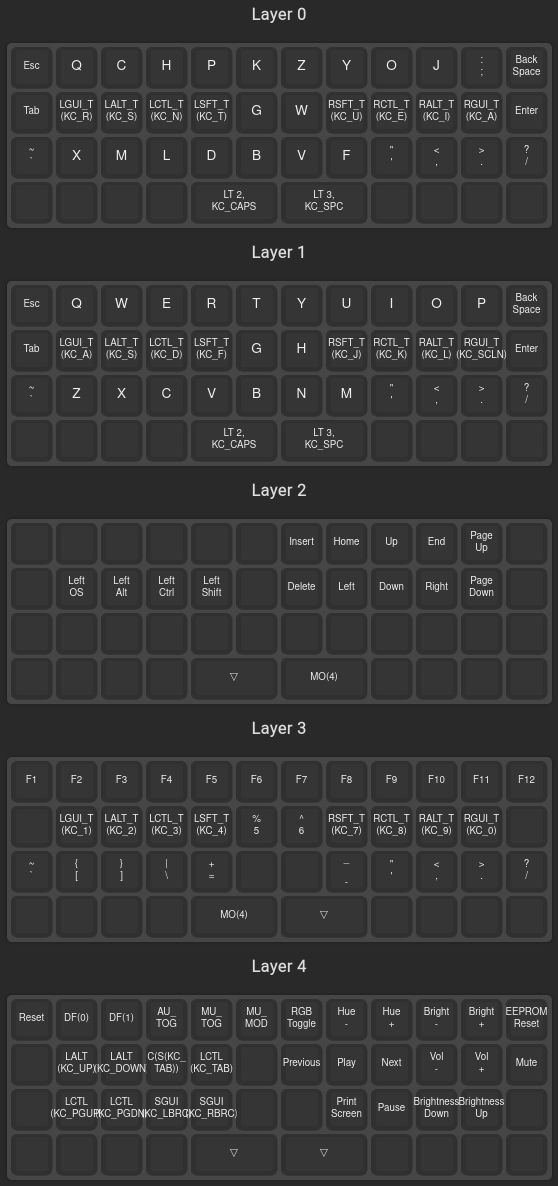 Layer 0
Esc Q C H P K Z Y O J : ; Back Space
Tab LGUI_T (KC_R) LALT_T (KC_S) LCTL_T (KC_N) LSFT_T (KC_T) G W RSFT_T (KC_U) RCTL_T (KC_E) RALT_T (KC_I) RGUI_T (KC_A) Enter
~ ` X M L D B V F " ' < , > . ? /
LT 2, KC_CAPS LT 3, KC_SPC
Layer 1
Esc Q W E R T Y U I O P Back Space
Tab LGUI_T (KC_A) LALT_T (KC_S) LCTL_T (KC_D) LSFT_T (KC_F) G H RSFT_T (KC_J) RCTL_T (KC_K) RALT_T (KC_L) RGUI_T (KC_SCLN) Enter
~ ` Z X C V B N M " ' < , > . ? /
LT 2, KC_CAPS LT 3, KC_SPC
Layer 2
Insert Home Up End Page Up
Left OS Left Alt Left Ctrl Left Shift Delete Left Down Right Page Down
▽ MO(4)
Layer 3
F1 F2 F3 F4 F5 F6 F7 F8 F9 F10 F11 F12
LGUI_T (KC_1) LALT_T (KC_2) LCTL_T (KC_3) LSFT_T (KC_4) % 5 ^ 6 RSFT_T (KC_7) RCTL_T (KC_8) RALT_T (KC_9) RGUI_T (KC_0)
~ ` { [ } ] | \ + = _ - " ' < , > . ? /
MO(4) ▽
Layer 4
Reset DF(0) DF(1) AU_ TOG MU_ TOG MU_ MOD RGB Toggle Hue - Hue + Bright - Bright + EEPROM Reset
LALT (KC_UP) LALT (KC_DOWN C(S(KC_ TAB)) LCTL (KC_TAB) Previous Play Next Vol - Vol + Mute
LCTL (KC_PGUP LCTL (KC_PGDN SGUI (KC_LBRC SGUI (KC_RBRC) Print Screen Pause Brightness Down Brightness Up
▽ ▽